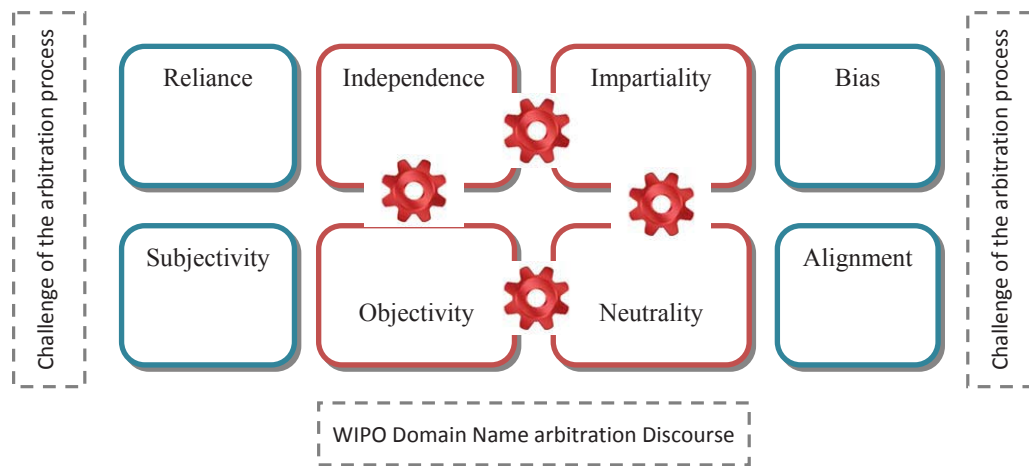 Challenge of the arbitration process
Reliance
Independence
Impartiality
Bias
Subjectivity
Objectivity
Neutrality
Alignment
Challenge of the arbitration process
WIPO Domain Name arbitration Discourse